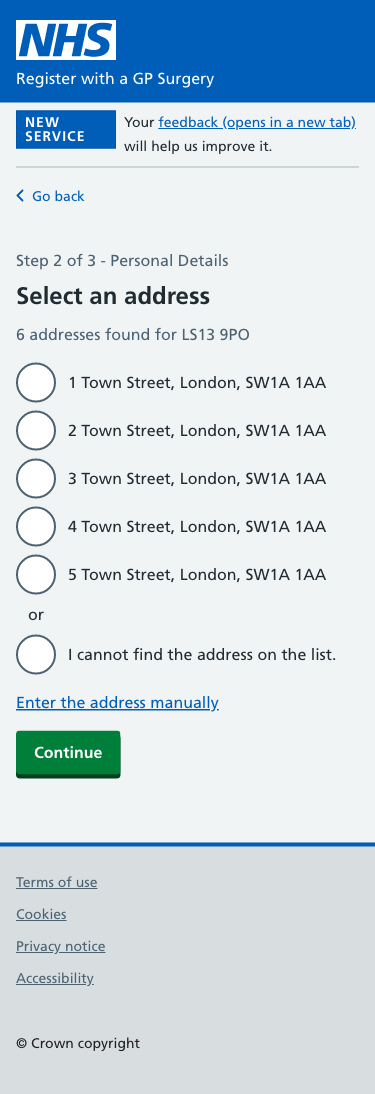 NHS
Register with a GP Surgery
NEW
SERVICE
Your feedback (opens in a new tab)
will help us improve it.
Go back
Step 2 of 3 - Personal Details
Select an address
6 addresses found for LS13 9PO
1 Town Street, London, SW1A 1AA
2 Town Street, London, SW1A 1AA
3 Town Street, London, SW1A 1AA
4 Town Street, London, SW1A 1AA
5 Town Street, London, SW1A 1AA
or
I cannot find the address on the list.
Enter the address manually
Continue
Terms of use
Cookies
Privacy notice
Accessibility
© Crown copyright